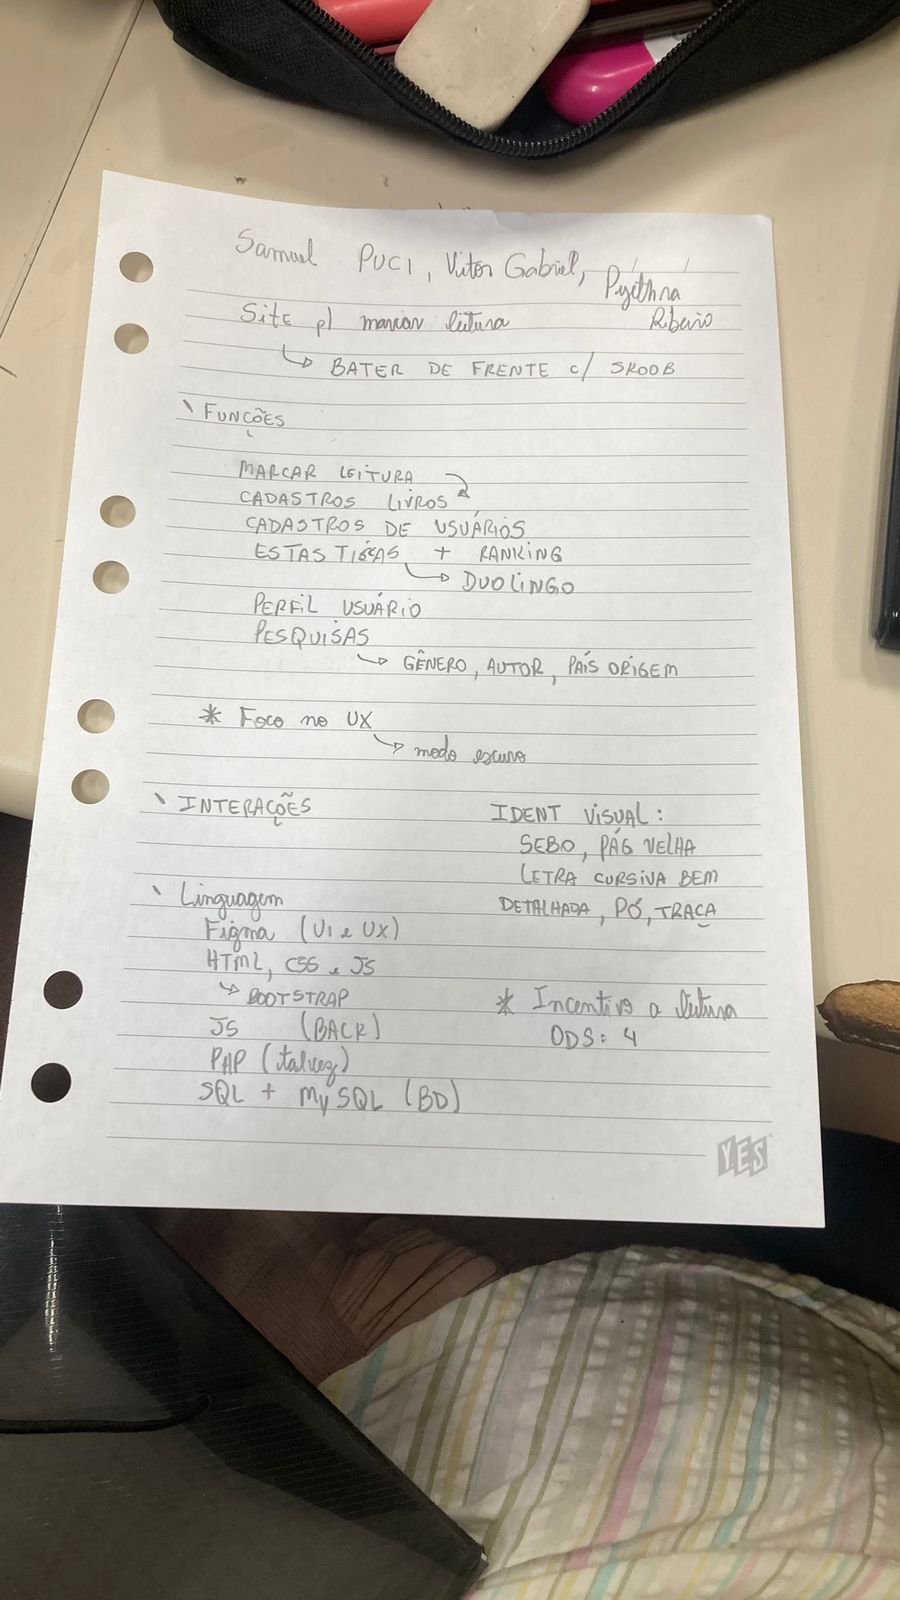 Samuel Puci, Vitor Gabriel, Pyethra
Ribeiro
Site p/ marcar leitura
↳ BATER DE FRENTE c/ SKOOB
FUNÇÕES
MARCAR LEITURA
CADASTROS LIVROS
CADASTROS DE USUÁRIOS
ESTASTISCAS + RANKING
↳ DUOLINGO
PERFIL USUÁRIO
PESQUISAS
↳ GÊNERO, AUTOR, PAÍS ORIGEM
* Foco no UX
↳ modo escuro
INTERAÇÕES
IDENT VISUAL:
SEBO, PÁG VELHA
LETRA CURSIVA BEM
DETALHADA, PÓ, TRAÇA
Linguagem
Figma (UI e UX)
HTML, CSS e JS
↳ BOOTSTRAP
JS (BACK)
PHP (talvez)
SQL + MySQL (BD)
* Incentivo a leitura
ODS: 4
YES